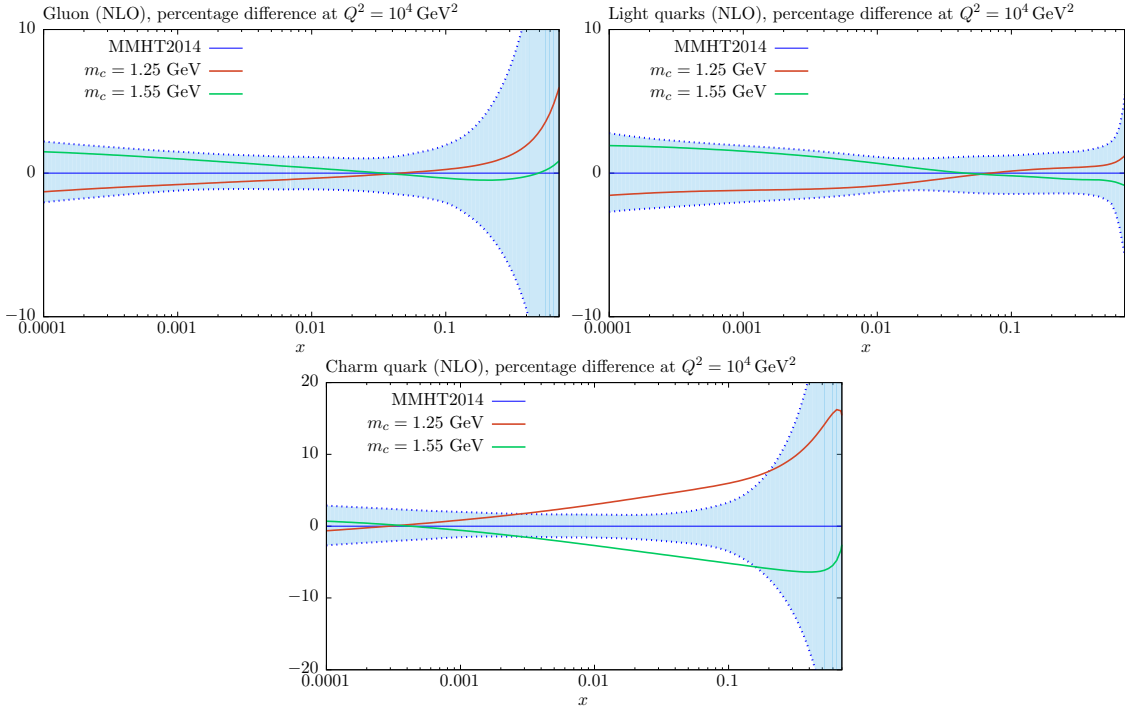 Gluon (NLO), percentage difference at Q² = 10⁴ GeV²
10
MMHT2014
m_c = 1.25 GeV
m_c = 1.55 GeV
0
−10
0.0001 0.001 0.01 0.1
x
Light quarks (NLO), percentage difference at Q² = 10⁴ GeV²
10
MMHT2014
m_c = 1.25 GeV
m_c = 1.55 GeV
0
−10
0.0001 0.001 0.01 0.1
x
Charm quark (NLO), percentage difference at Q² = 10⁴ GeV²
20
MMHT2014
m_c = 1.25 GeV
m_c = 1.55 GeV
10
0
−10
−20
0.0001 0.001 0.01 0.1
x